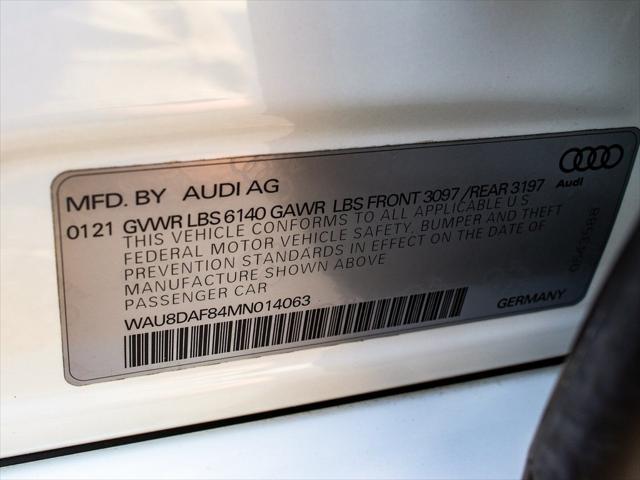 MFD. BY AUDI AG
Audi
0121 GVWR LBS 6140 GAWR LBS FRONT 3097 / REAR 3197
THIS VEHICLE CONFORMS TO ALL APPLICABLE U S
FEDERAL MOTOR VEHICLE SAFETY, BUMPER AND THEFT
PREVENTION STANDARDS IN EFFECT ON THE DATE OF
MANUFACTURE SHOWN ABOVE
PASSENGER CAR
WAU8DAF84MN014063
GERMANY